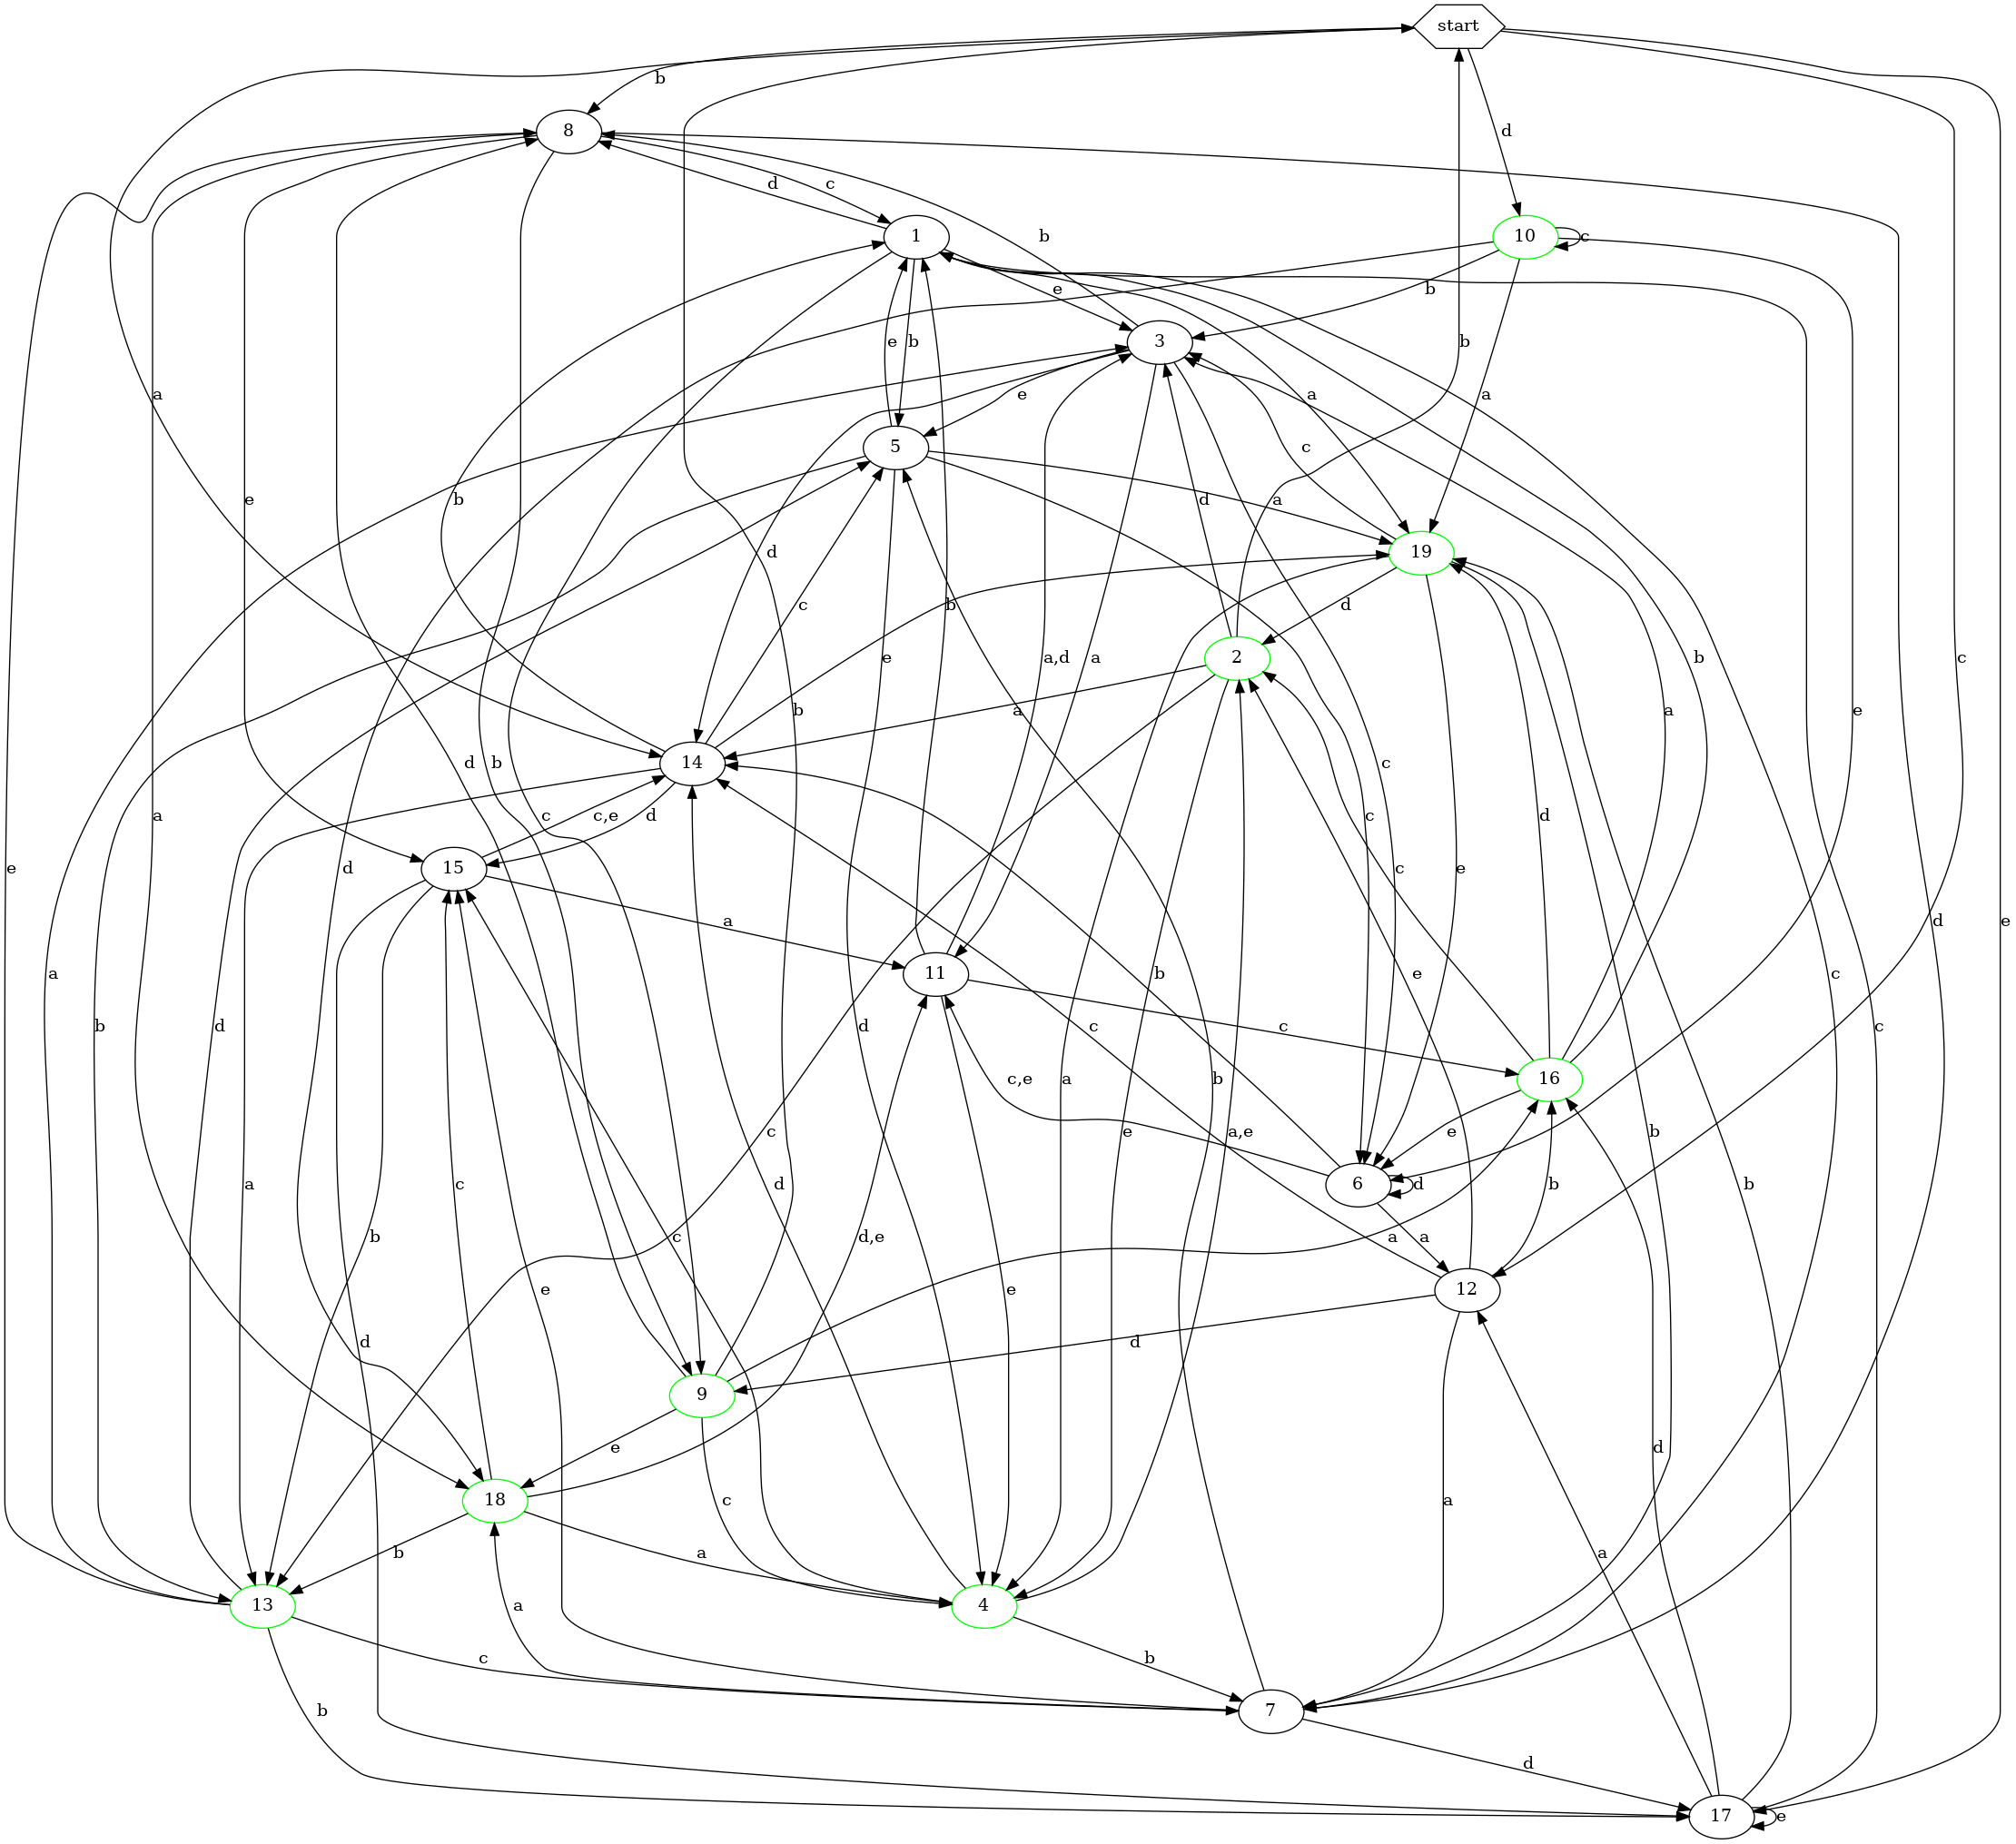 start
b
8
d c 1 10 c
b
e b
3
a e a a
b e 5 c d a
19
b d d
2
c a
14
a e d b c c e a d b c e
15 a b a,d a
c,e d
11 c
a d b c c c d
16
b a d c b e a,e b b
6 d
c,e e
d,e a b
12
a e d a
9
e c
18
b a
13 4
a
c b
7
b d
17 e